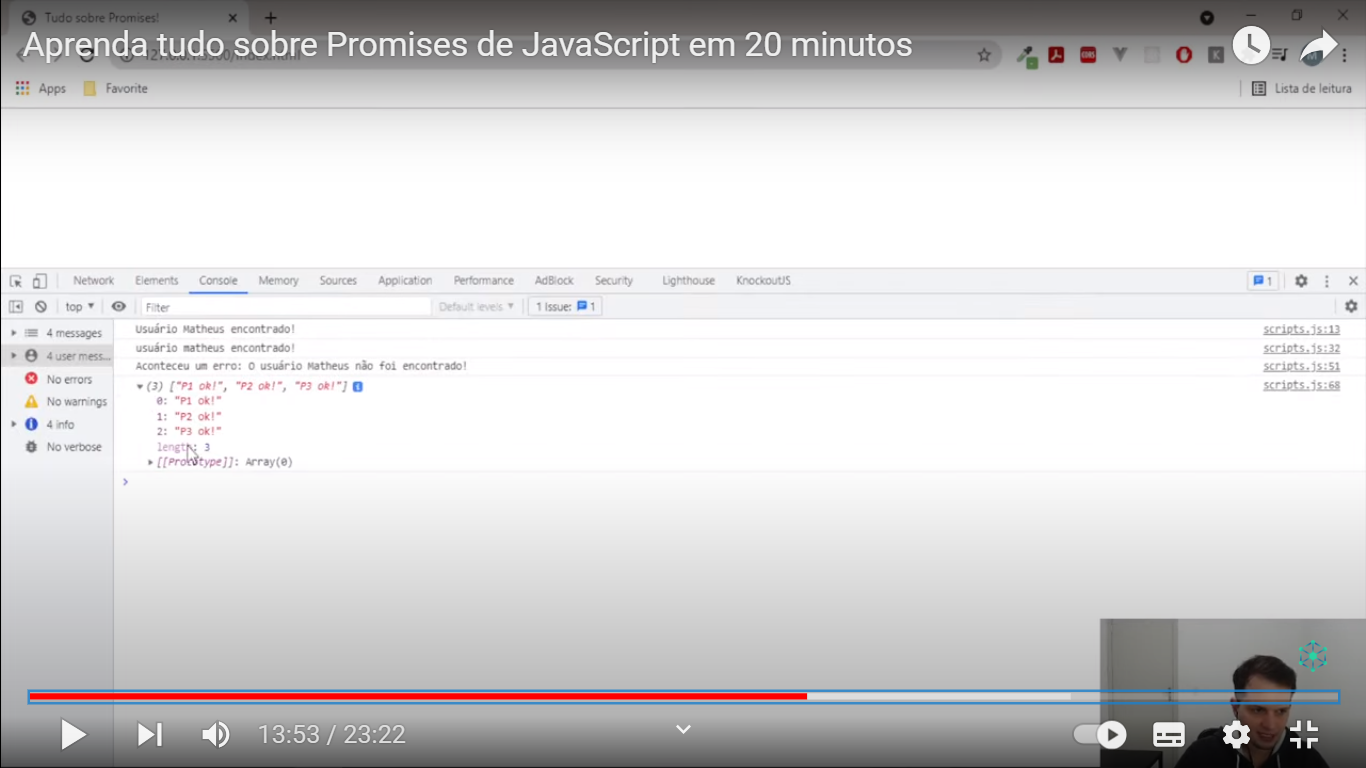 Tudo sobre Promises!
Aprenda tudo sobre Promises de JavaScript em 20 minutos
Apps Favorite Lista de leitura
Network Elements Console Memory Sources Application Performance AdBlock Security Lighthouse KnockoutJS 1
top Filter Default levels 1 Issue: 1
4 messages
4 user mess...
No errors
No warnings
4 info
No verbose
Usuário Matheus encontrado! scripts.js:13
usuário matheus encontrado! scripts.js:32
Aconteceu um erro: O usuário Matheus não foi encontrado! scripts.js:51
(3) ["P1 ok!", "P2 ok!", "P3 ok!"] scripts.js:68
0: "P1 ok!"
1: "P2 ok!"
2: "P3 ok!"
length: 3
[[Prototype]]: Array(0)
13:53 / 23:22